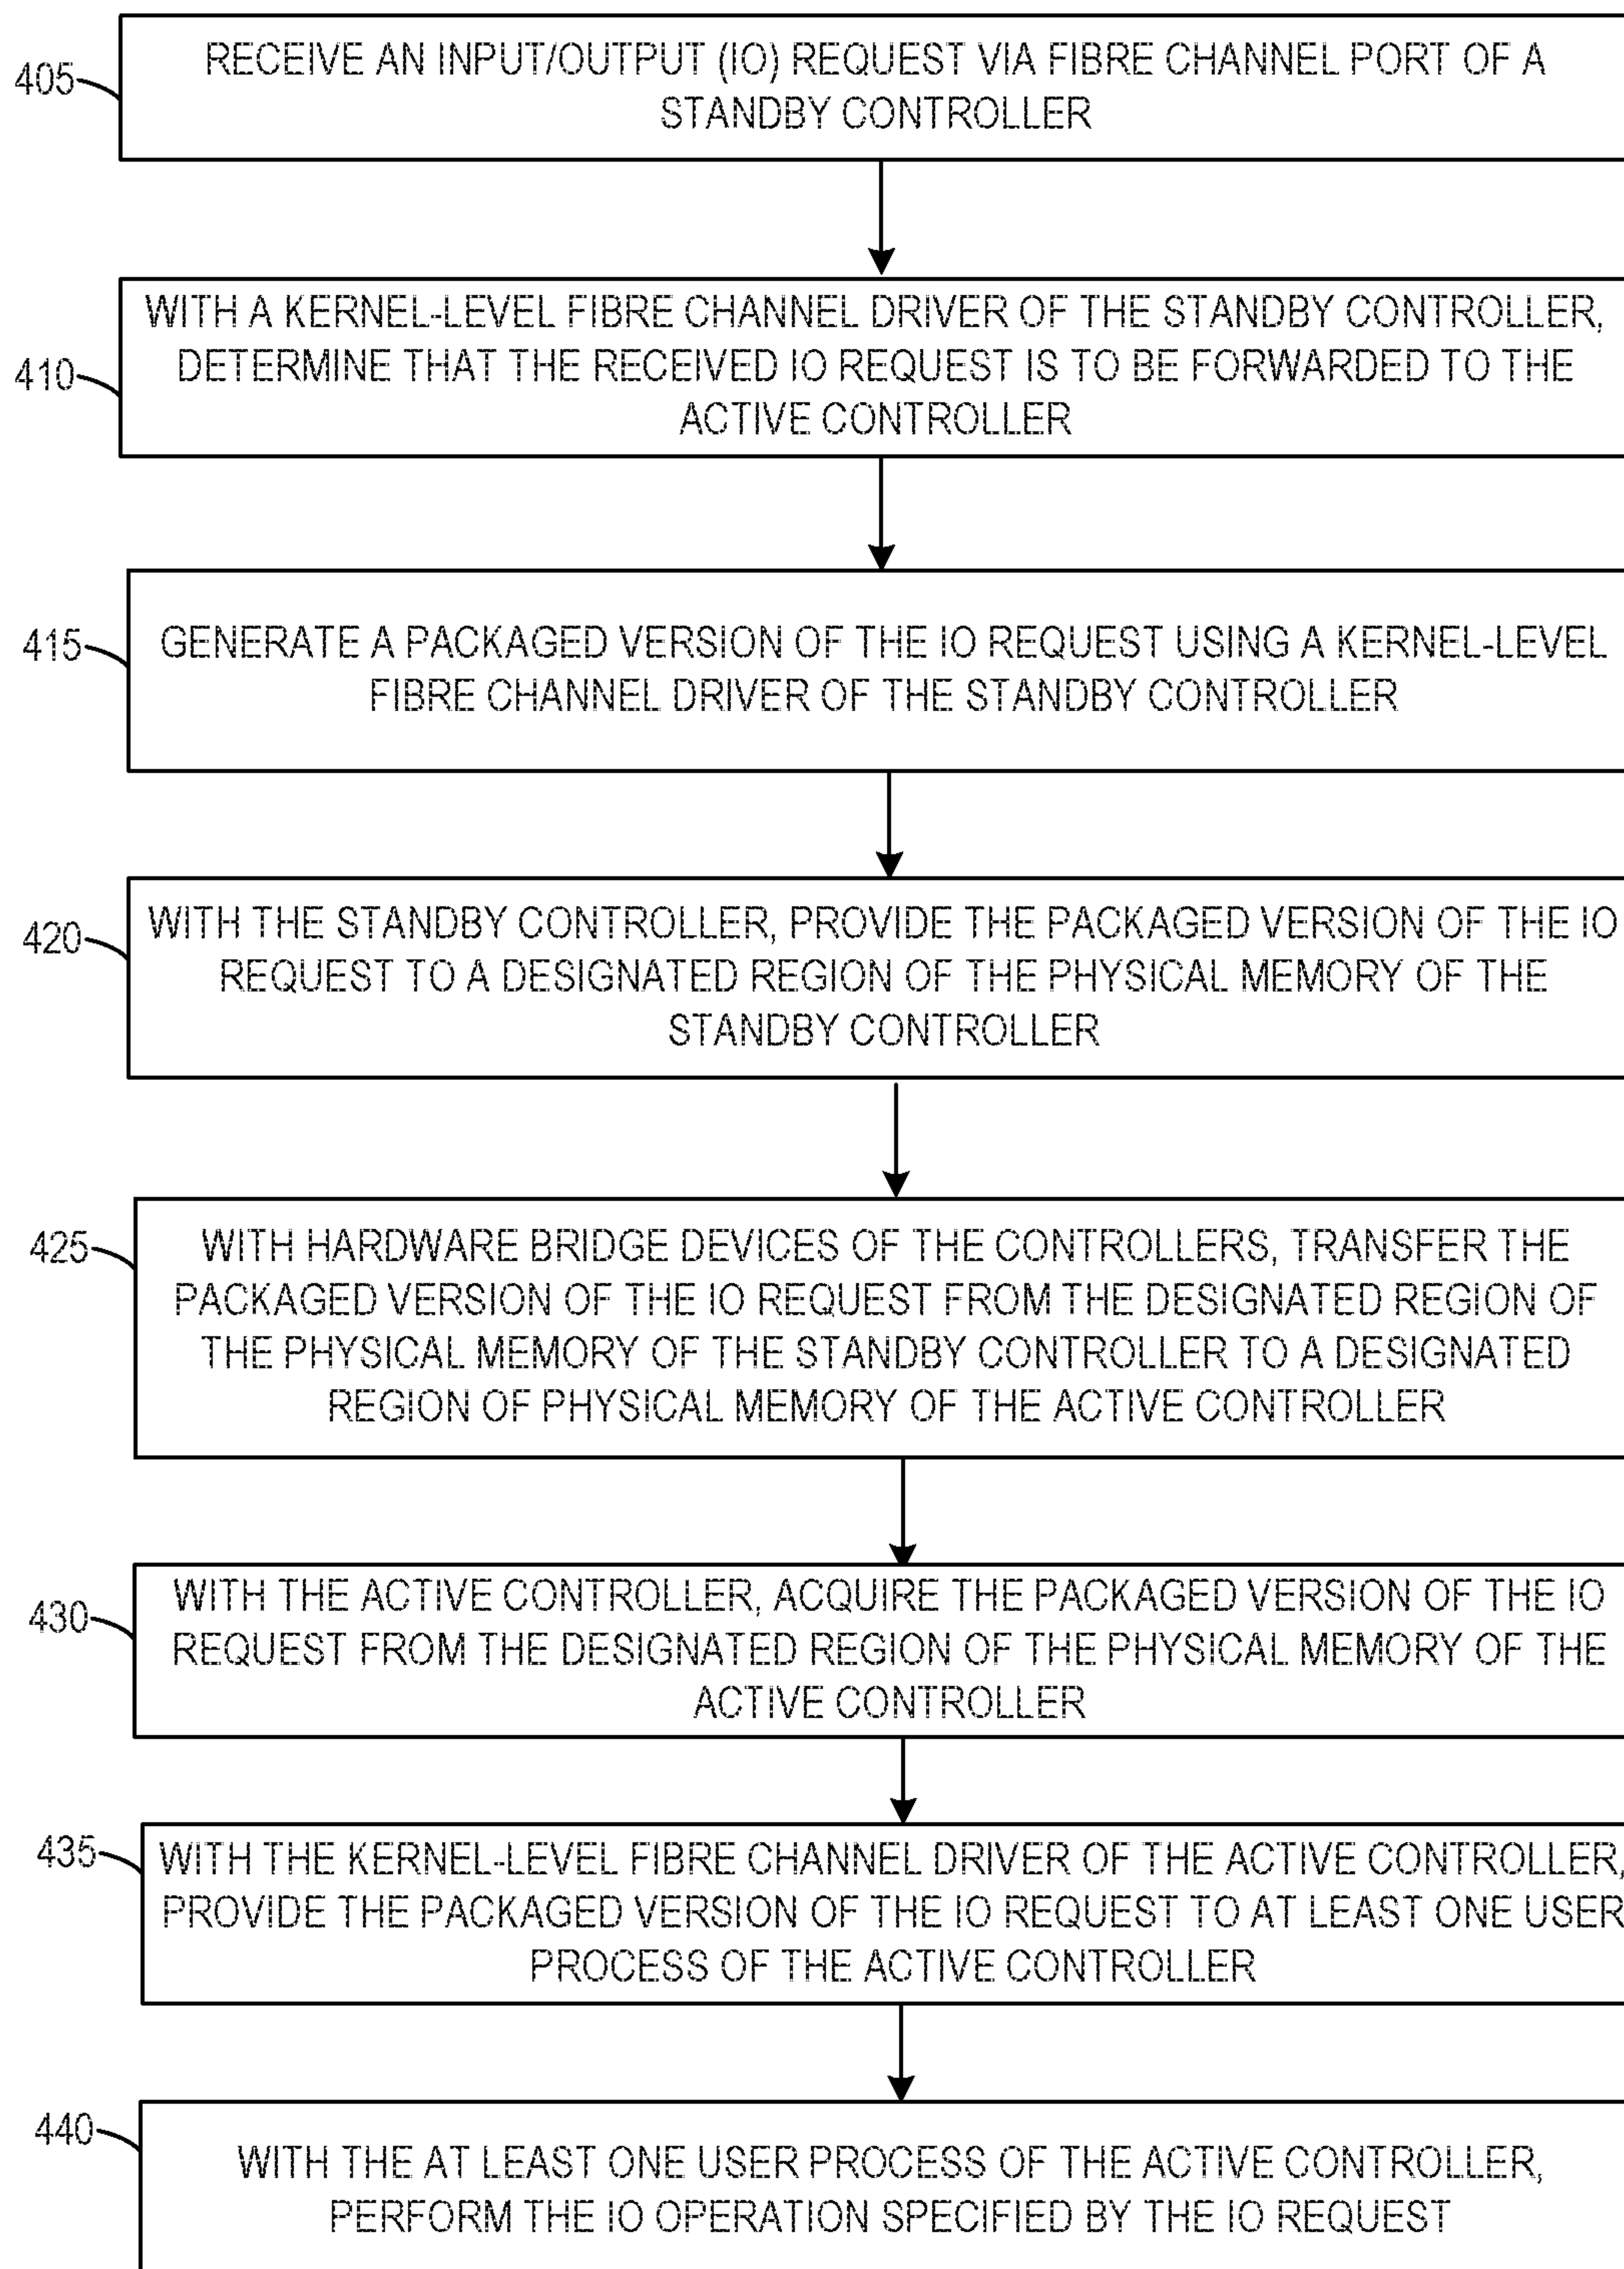 405
RECEIVE AN INPUT/OUTPUT (IO) REQUEST VIA FIBRE CHANNEL PORT OF A
STANDBY CONTROLLER
410
WITH A KERNEL-LEVEL FIBRE CHANNEL DRIVER OF THE STANDBY CONTROLLER,
DETERMINE THAT THE RECEIVED IO REQUEST IS TO BE FORWARDED TO THE
ACTIVE CONTROLLER
415
GENERATE A PACKAGED VERSION OF THE IO REQUEST USING A KERNEL-LEVEL
FIBRE CHANNEL DRIVER OF THE STANDBY CONTROLLER
420
WITH THE STANDBY CONTROLLER, PROVIDE THE PACKAGED VERSION OF THE IO
REQUEST TO A DESIGNATED REGION OF THE PHYSICAL MEMORY OF THE
STANDBY CONTROLLER
425
WITH HARDWARE BRIDGE DEVICES OF THE CONTROLLERS, TRANSFER THE
PACKAGED VERSION OF THE IO REQUEST FROM THE DESIGNATED REGION OF
THE PHYSICAL MEMORY OF THE STANDBY CONTROLLER TO A DESIGNATED
REGION OF PHYSICAL MEMORY OF THE ACTIVE CONTROLLER
430
WITH THE ACTIVE CONTROLLER, ACQUIRE THE PACKAGED VERSION OF THE IO
REQUEST FROM THE DESIGNATED REGION OF THE PHYSICAL MEMORY OF THE
ACTIVE CONTROLLER
435
WITH THE KERNEL-LEVEL FIBRE CHANNEL DRIVER OF THE ACTIVE CONTROLLER,
PROVIDE THE PACKAGED VERSION OF THE IO REQUEST TO AT LEAST ONE USER
PROCESS OF THE ACTIVE CONTROLLER
440
WITH THE AT LEAST ONE USER PROCESS OF THE ACTIVE CONTROLLER,
PERFORM THE IO OPERATION SPECIFIED BY THE IO REQUEST